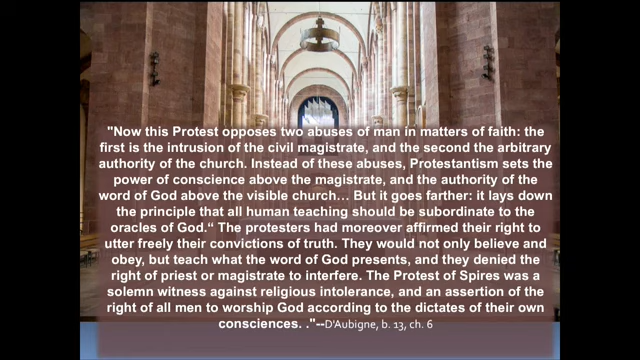 "Now this Protest opposes two abuses of man in matters of faith: the
first is the intrusion of the civil magistrate, and the second the arbitrary
authority of the church. Instead of these abuses, Protestantism sets the
power of conscience above the magistrate, and the authority of the
word of God above the visible church… But it goes farther: it lays down
the principle that all human teaching should be subordinate to the
oracles of God.“ The protesters had moreover affirmed their right to
utter freely their convictions of truth. They would not only believe and
obey, but teach what the word of God presents, and they denied the
right of priest or magistrate to interfere. The Protest of Spires was a
solemn witness against religious intolerance, and an assertion of the
right of all men to worship God according to the dictates of their own
consciences. ."--D'Aubigne, b. 13, ch. 6